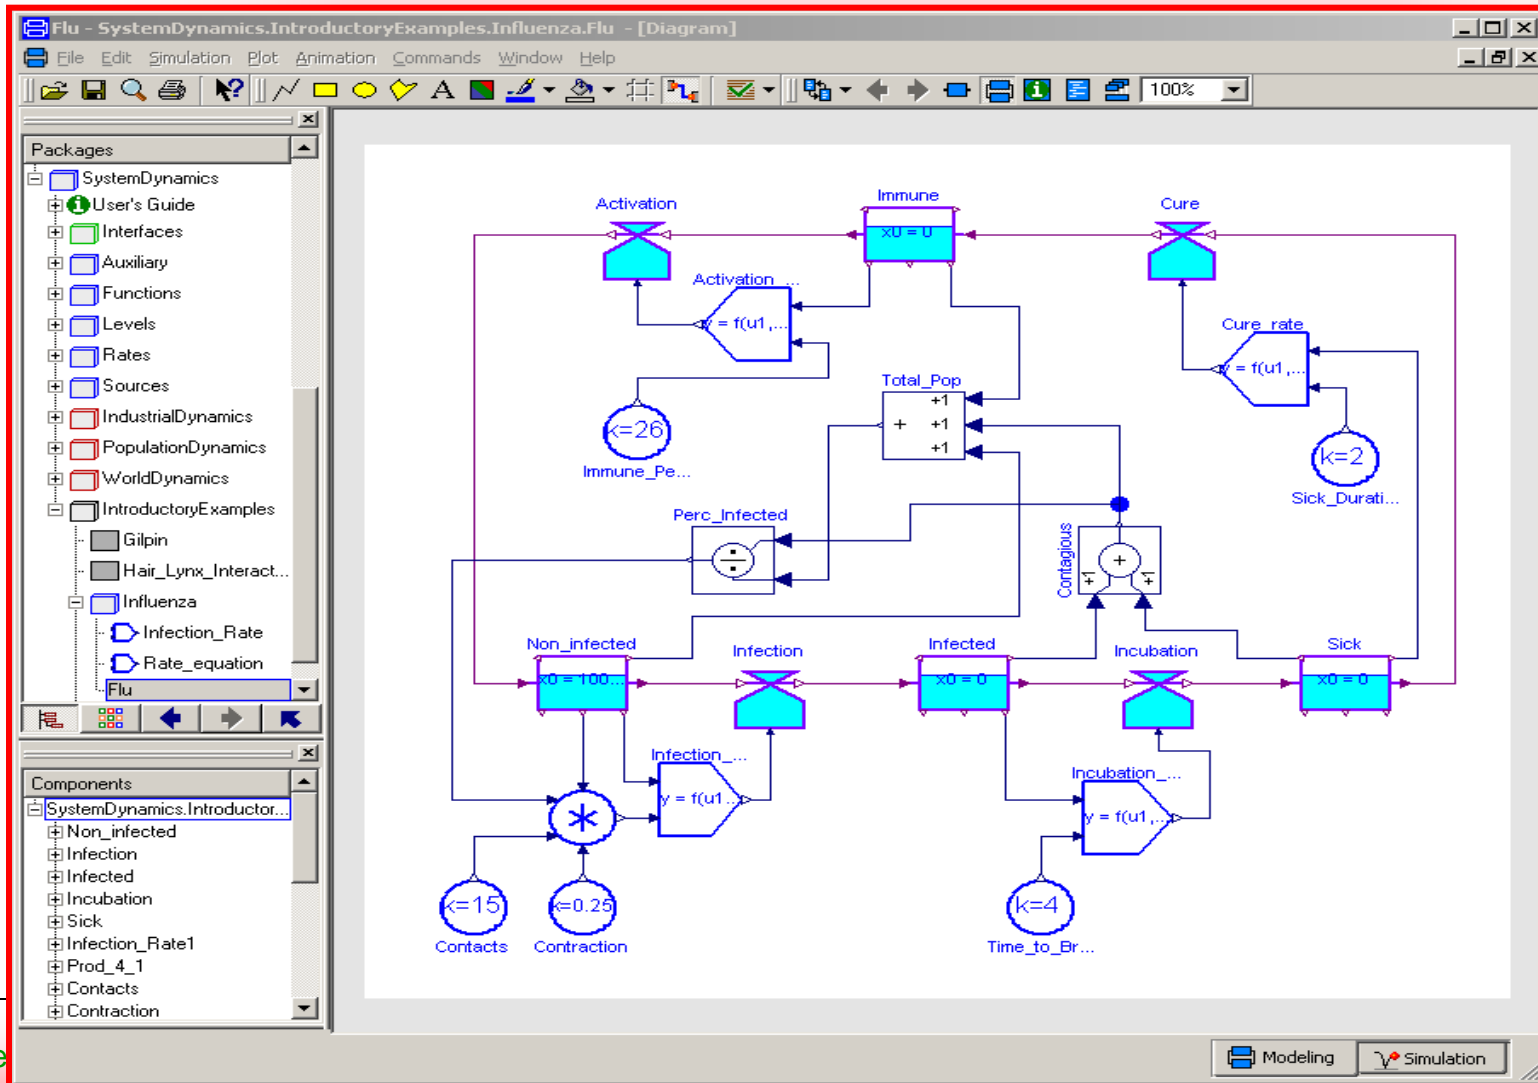 Flu - SystemDynamics.IntroductoryExamples.Influenza.Flu - [Diagram]
File Edit Simulation Plot Animation Commands Window Help
100%
Packages
SystemDynamics
User's Guide
Interfaces
Auxiliary
Functions
Levels
Rates
Sources
IndustrialDynamics
PopulationDynamics
WorldDynamics
IntroductoryExamples
Gilpin
Hair_Lynx_Interact...
Influenza
Infection_Rate
Rate_equation
Flu
Components
SystemDynamics.Introductor...
Non_infected
Infection
Infected
Incubation
Sick
Infection_Rate1
Prod_4_1
Contacts
Contraction
Activation
Immune
Cure
x0 = 0
Activation_...
y = f(u1,...
Cure_rate
y = f(u1,...
Total_Pop
+1
+ +1
+1
k=26
Immune_Pe...
k=2
Sick_Durati...
Perc_Infected
Contagious
+
+1 +1
Non_infected
Infection
Infected
Incubation
Sick
x0 = 100...
x0 = 0
x0 = 0
Infection_...
y = f(u1...
Incubation_...
y = f(u1,...
*
k=15
k=0.25
k=4
Contacts
Contraction
Time_to_Br...
Modeling
Simulation
e